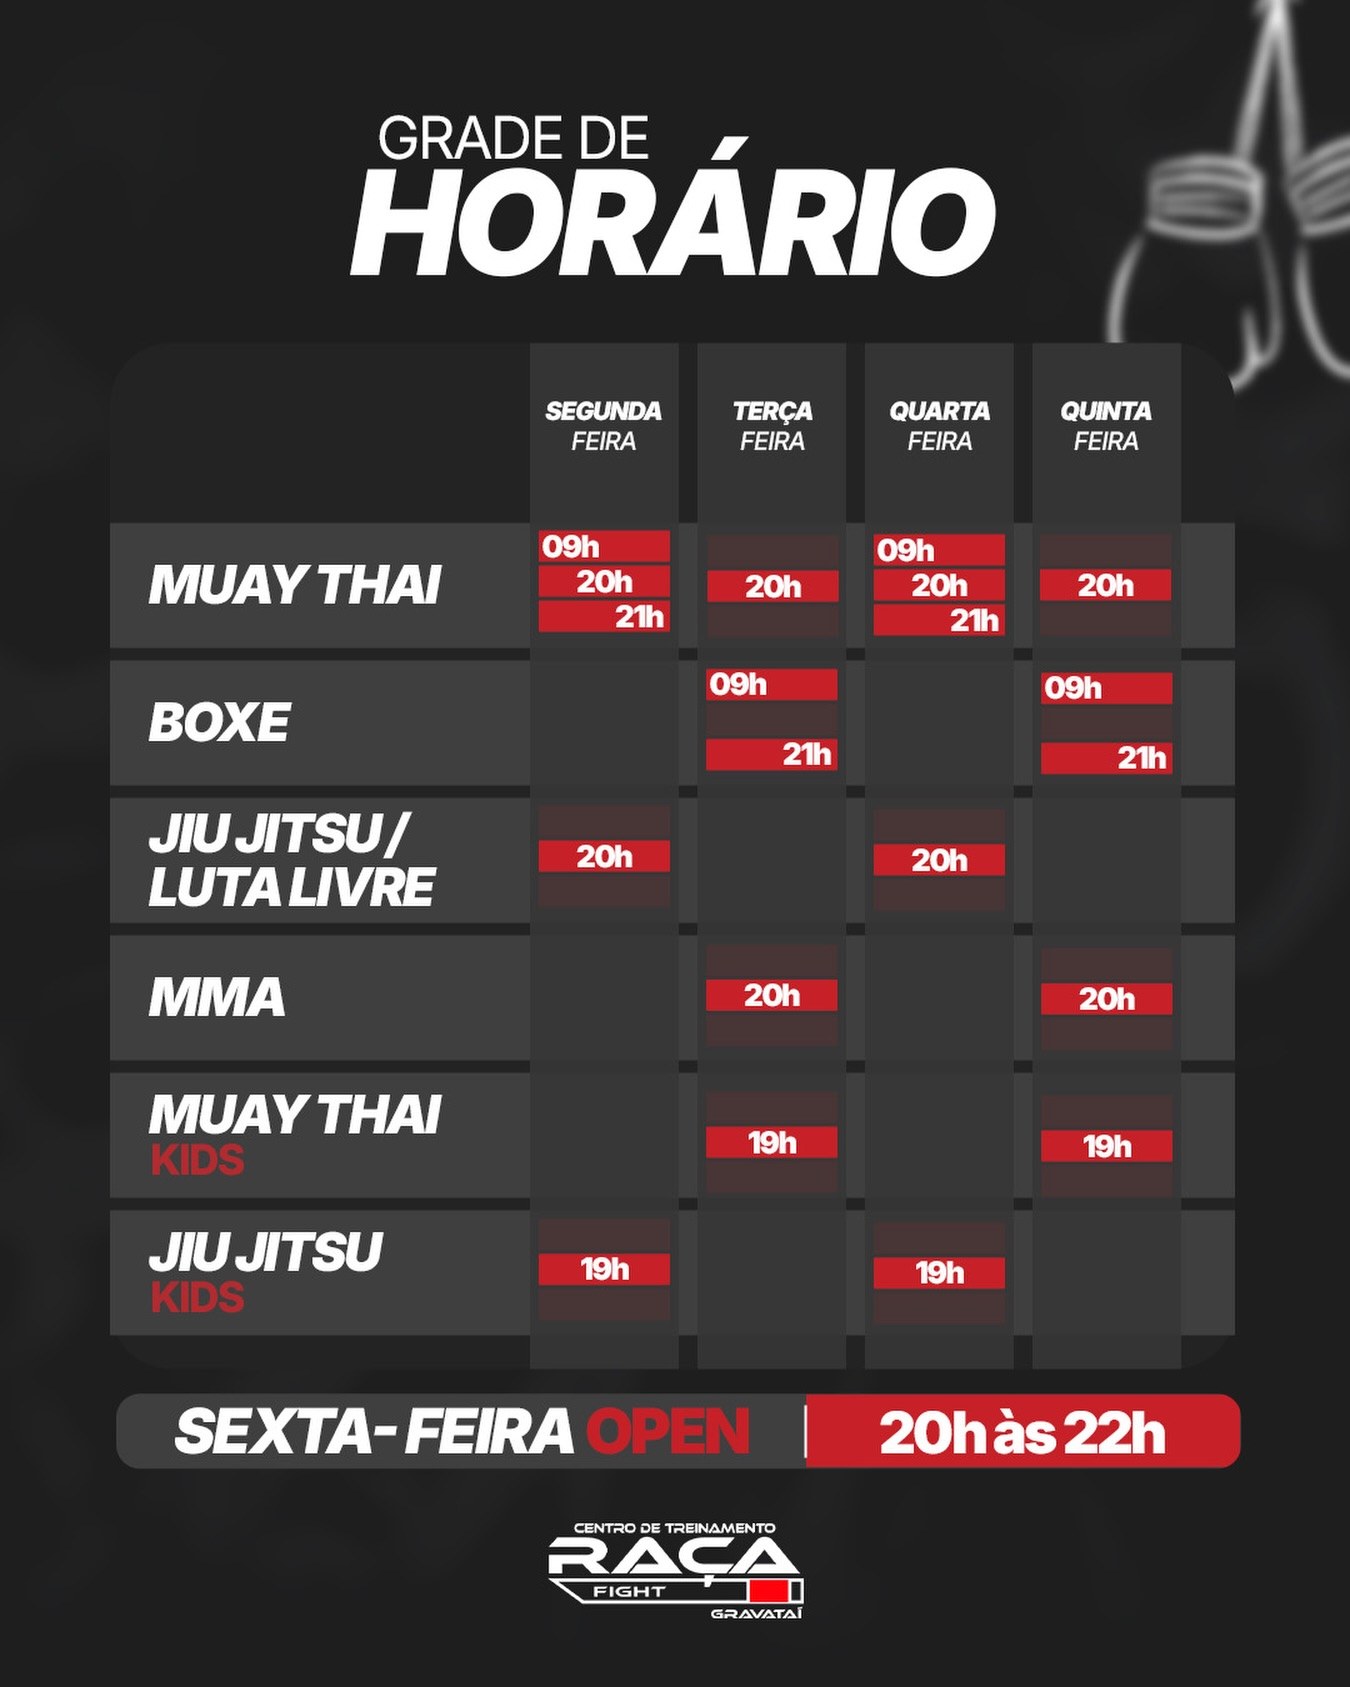 GRADE DE
HORÁRIO
SEGUNDA FEIRA
TERÇA FEIRA
QUARTA FEIRA
QUINTA FEIRA
MUAY THAI
09h 20h 21h
20h
09h 20h 21h
20h
BOXE
09h 21h
09h 21h
JIU JITSU /
LUTA LIVRE
20h
20h
MMA
20h
20h
MUAY THAI
KIDS
19h
19h
JIU JITSU
KIDS
19h
19h
SEXTA-FEIRA OPEN 20h às 22h
CENTRO DE TREINAMENTO
RAÇA
FIGHT
GRAVATAÍ